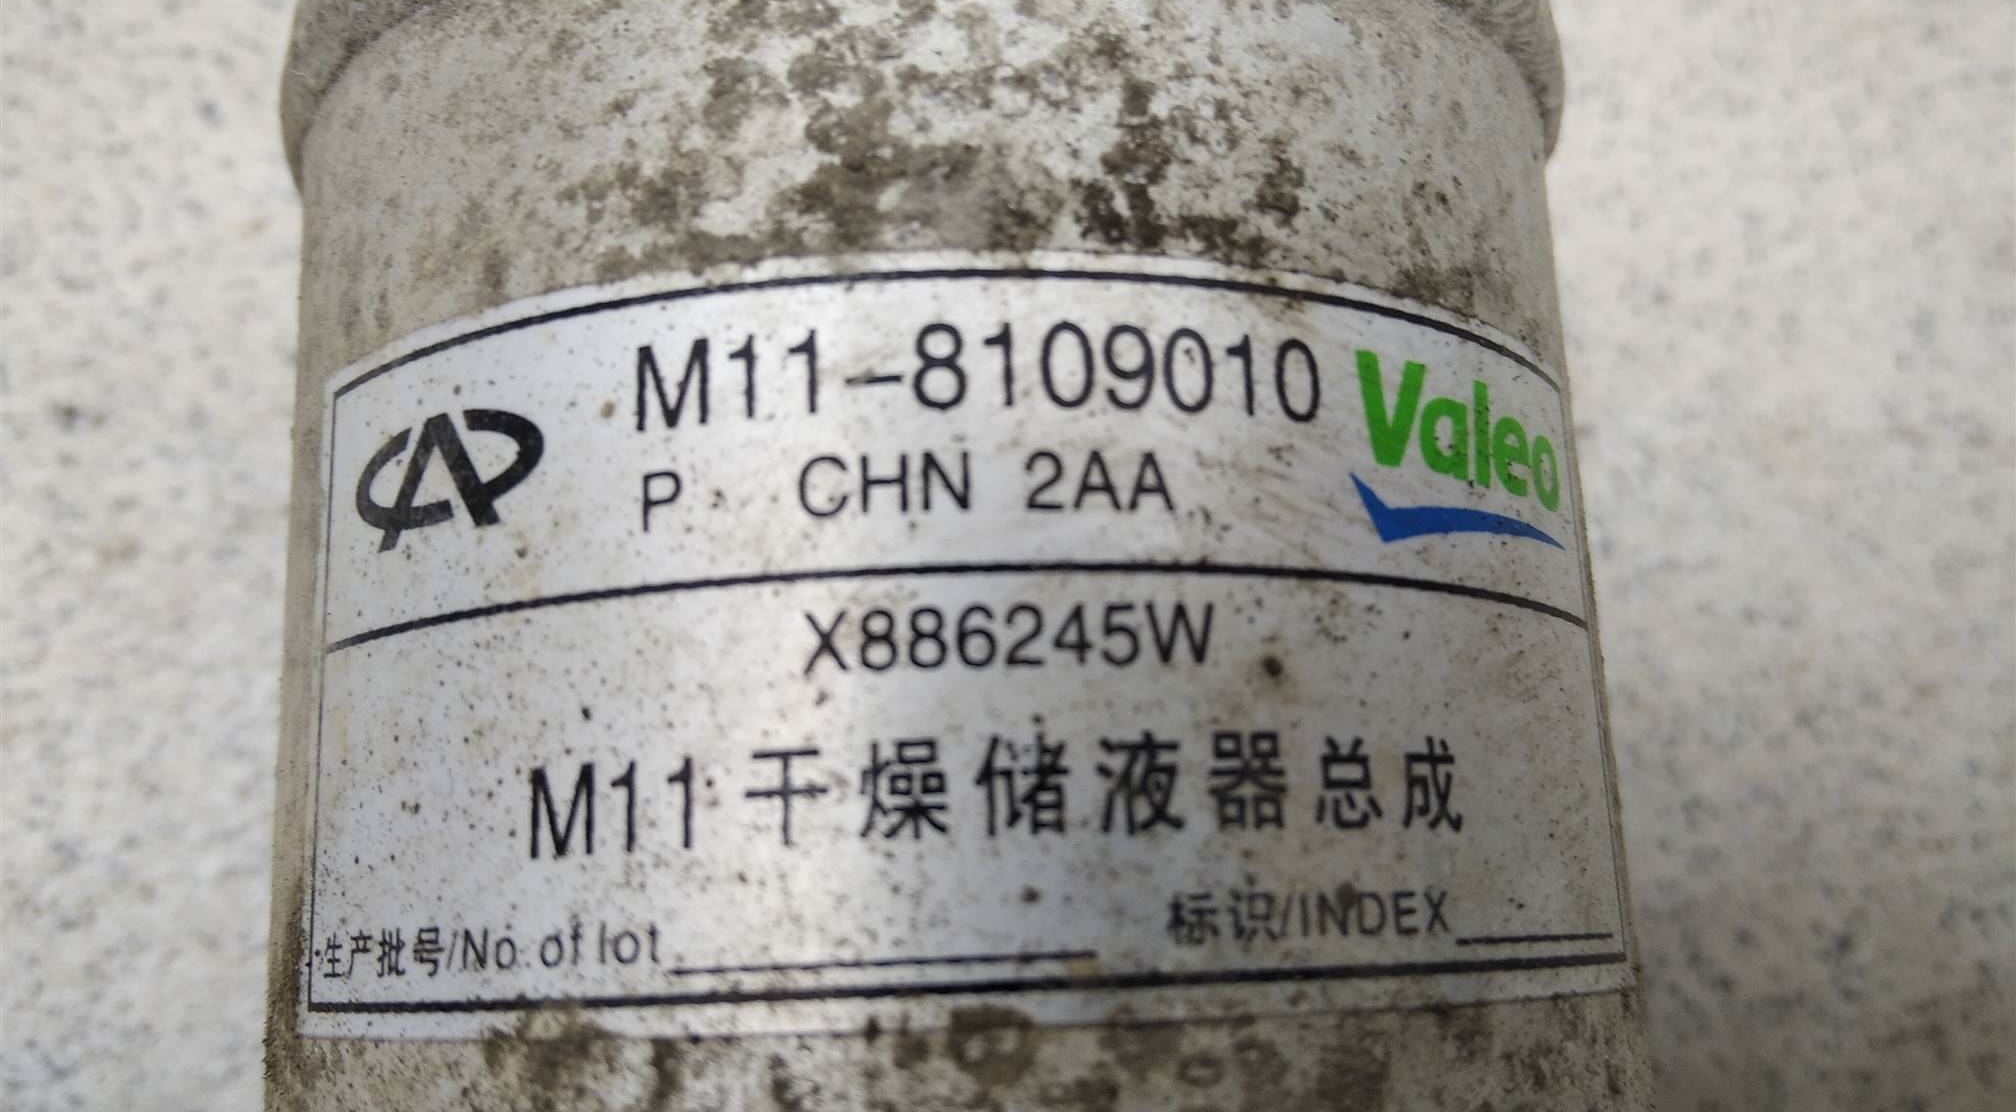 M11-8109010
Valeo
P CHN 2AA
X886245W
M11干燥储液器总成
生产批号/No. of lot
标识/INDEX